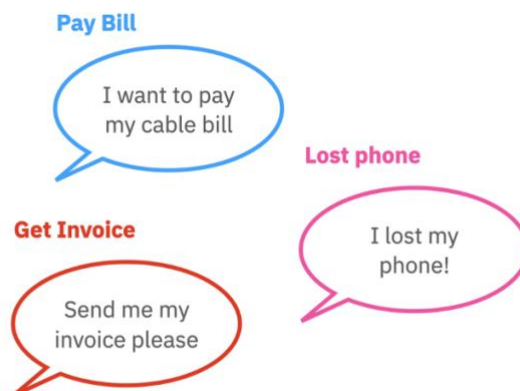 Pay Bill
I want to pay
my cable bill
Lost phone
I lost my
phone!
Get Invoice
Send me my
invoice please